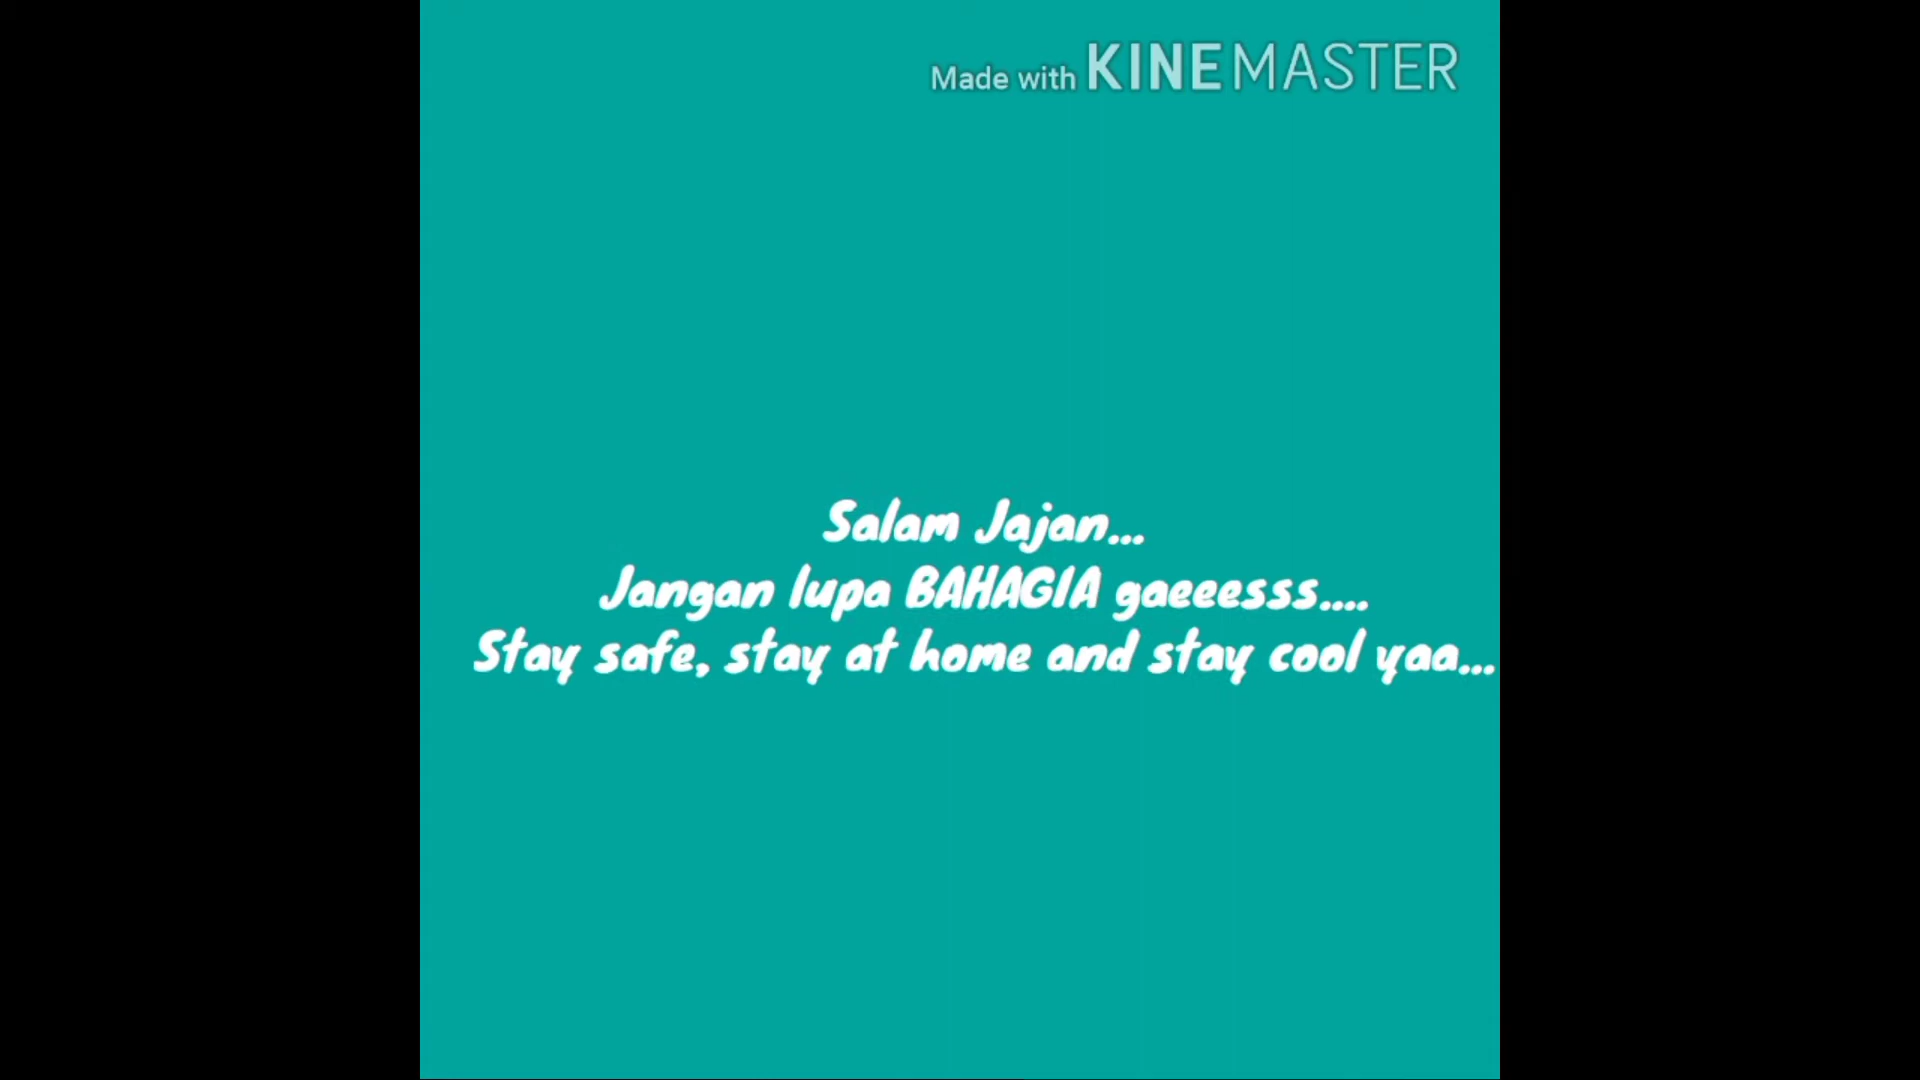 Made with KINEMASTER
Salam Jajan...
Jangan lupa BAHAGIA gaeeesss....
Stay safe, stay at home and stay cool yaa...